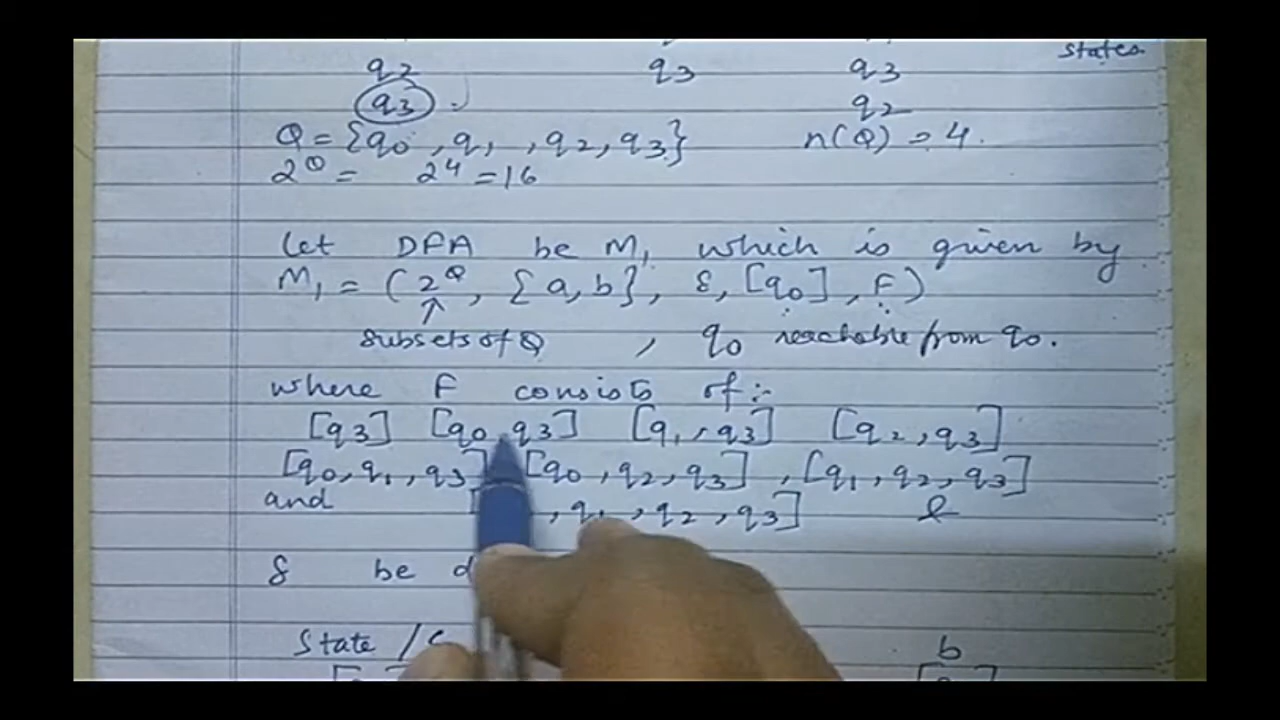 states.
q2 q3 q3
q3 q2
Q = {q0, q1, q2, q3} n(Q) = 4.
2^Q = 2^4 = 16
Let DFA be M1 which is given by
M1 = (2^Q, {a, b}, δ, [q0], F)
↑
subsets of Q , q0 reachable from q0.
where F consists of :-
[q3] [q0, q3] [q1, q3] [q2, q3]
[q0, q1, q3] [q0, q2, q3] , [q1, q2, q3]
and , q1, q2, q3] &
δ be
State / b